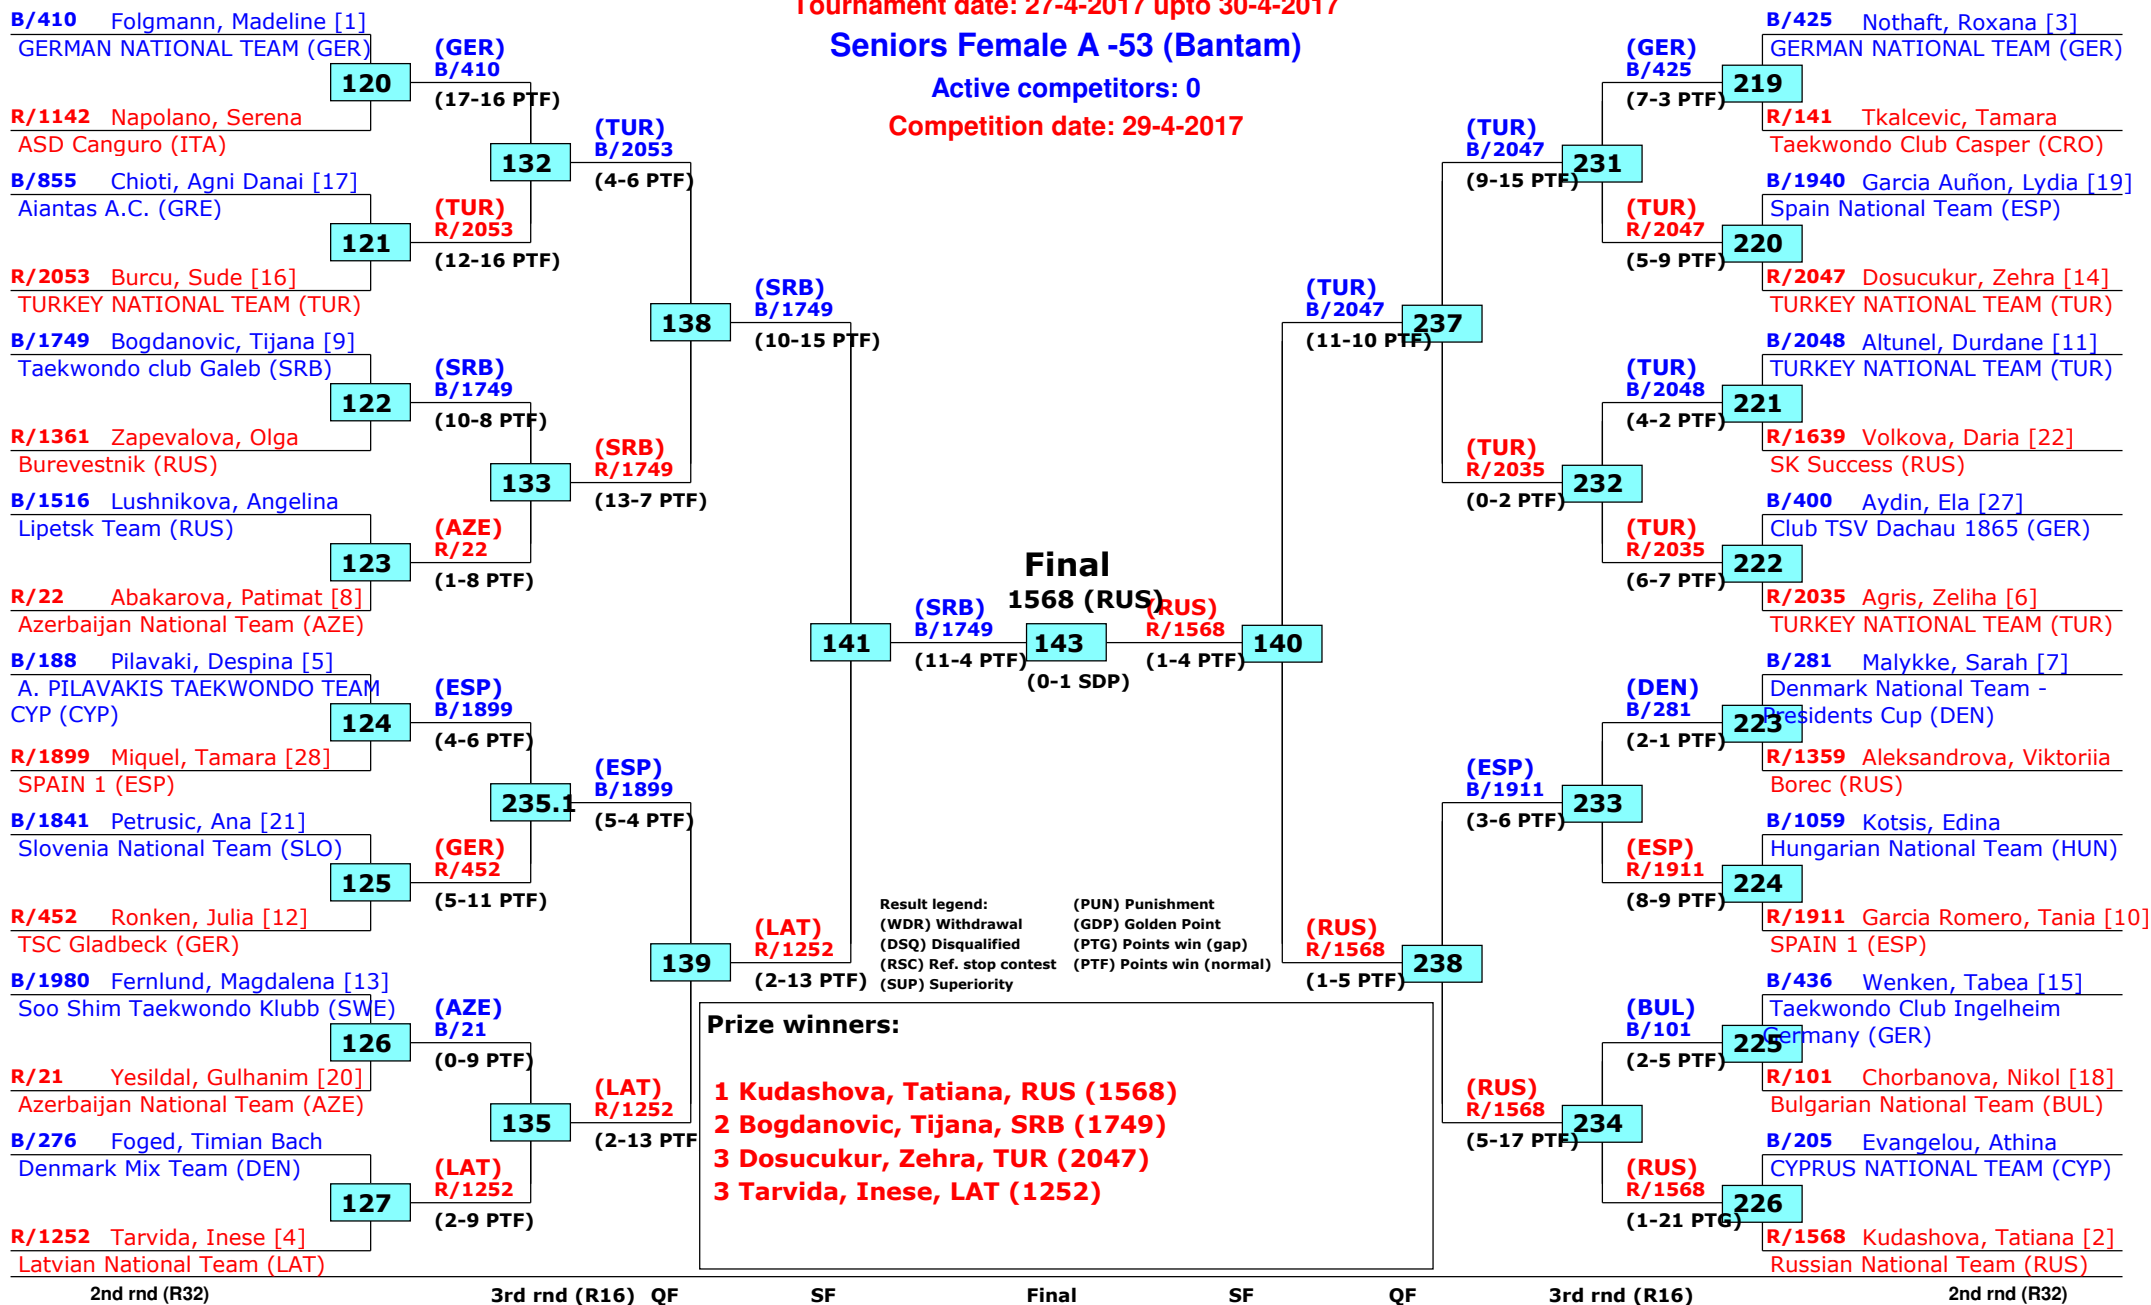 Tournament date: 27-4-2017 upto 30-4-2017
Seniors Female A -53 (Bantam)
Active competitors: 0
Competition date: 29-4-2017
B/410 Folgmann, Madeline [1]
GERMAN NATIONAL TEAM (GER)
120
R/1142 Napolano, Serena
ASD Canguro (ITA)
B/855 Chioti, Agni Danai [17]
Aiantas A.C. (GRE)
121
R/2053 Burcu, Sude [16]
TURKEY NATIONAL TEAM (TUR)
B/1749 Bogdanovic, Tijana [9]
Taekwondo club Galeb (SRB)
122
R/1361 Zapevalova, Olga
Burevestnik (RUS)
B/1516 Lushnikova, Angelina
Lipetsk Team (RUS)
123
R/22 Abakarova, Patimat [8]
Azerbaijan National Team (AZE)
B/188 Pilavaki, Despina [5]
A. PILAVAKIS TAEKWONDO TEAM
CYP (CYP)
124
R/1899 Miquel, Tamara [28]
SPAIN 1 (ESP)
B/1841 Petrusic, Ana [21]
Slovenia National Team (SLO)
125
R/452 Ronken, Julia [12]
TSC Gladbeck (GER)
B/1980 Fernlund, Magdalena [13]
Soo Shim Taekwondo Klubb (SWE)
126
R/21 Yesildal, Gulhanim [20]
Azerbaijan National Team (AZE)
B/276 Foged, Timian Bach
Denmark Mix Team (DEN)
127
R/1252 Tarvida, Inese [4]
Latvian National Team (LAT)
(GER)
B/410
(17-16 PTF)
132
(TUR)
R/2053
(12-16 PTF)
(SRB)
B/1749
(10-8 PTF)
133
(AZE)
R/22
(1-8 PTF)
(ESP)
B/1899
(4-6 PTF)
235.1
(GER)
R/452
(5-11 PTF)
(AZE)
B/21
(0-9 PTF)
135
(LAT)
R/1252
(2-9 PTF)
(TUR)
B/2053
(4-6 PTF)
138
(SRB)
R/1749
(13-7 PTF)
(ESP)
B/1899
(5-4 PTF)
139
(LAT)
R/1252
(2-13 PTF
(SRB)
B/1749
(10-15 PTF)
141
(LAT)
R/1252
(2-13 PTF)
(SRB)
B/1749
(11-4 PTF)
Final
1568 (RUS)
143
(0-1 SDP)
(RUS)
R/1568
(1-4 PTF)
140
(TUR)
B/2047
(11-10 PTF)
237
(RUS)
R/1568
(1-5 PTF)
238
(TUR)
B/2047
(9-15 PTF)
231
(TUR)
R/2035
(0-2 PTF)
232
(ESP)
B/1911
(3-6 PTF)
233
(RUS)
R/1568
(5-17 PTF)
234
(GER)
B/425
(7-3 PTF)
219
(TUR)
R/2047
(5-9 PTF)
220
(TUR)
B/2048
(4-2 PTF)
221
(TUR)
R/2035
(6-7 PTF)
222
(DEN)
B/281
(2-1 PTF)
223
(ESP)
R/1911
(8-9 PTF)
224
(BUL)
B/101
(2-5 PTF)
225
(RUS)
R/1568
(1-21 PTG)
226
B/425 Nothaft, Roxana [3]
GERMAN NATIONAL TEAM (GER)
R/141 Tkalcevic, Tamara
Taekwondo Club Casper (CRO)
B/1940 Garcia Auñon, Lydia [19]
Spain National Team (ESP)
R/2047 Dosucukur, Zehra [14]
TURKEY NATIONAL TEAM (TUR)
B/2048 Altunel, Durdane [11]
TURKEY NATIONAL TEAM (TUR)
R/1639 Volkova, Daria [22]
SK Success (RUS)
B/400 Aydin, Ela [27]
Club TSV Dachau 1865 (GER)
R/2035 Agris, Zeliha [6]
TURKEY NATIONAL TEAM (TUR)
B/281 Malykke, Sarah [7]
Denmark National Team -
Presidents Cup (DEN)
R/1359 Aleksandrova, Viktoriia
Borec (RUS)
B/1059 Kotsis, Edina
Hungarian National Team (HUN)
R/1911 Garcia Romero, Tania [10]
SPAIN 1 (ESP)
B/436 Wenken, Tabea [15]
Taekwondo Club Ingelheim
Germany (GER)
R/101 Chorbanova, Nikol [18]
Bulgarian National Team (BUL)
B/205 Evangelou, Athina
CYPRUS NATIONAL TEAM (CYP)
R/1568 Kudashova, Tatiana [2]
Russian National Team (RUS)
Result legend: (PUN) Punishment
(WDR) Withdrawal (GDP) Golden Point
(DSQ) Disqualified (PTG) Points win (gap)
(RSC) Ref. stop contest (PTF) Points win (normal)
(SUP) Superiority
Prize winners:
1 Kudashova, Tatiana, RUS (1568)
2 Bogdanovic, Tijana, SRB (1749)
3 Dosucukur, Zehra, TUR (2047)
3 Tarvida, Inese, LAT (1252)
2nd rnd (R32) 3rd rnd (R16) QF SF Final SF QF 3rd rnd (R16) 2nd rnd (R32)